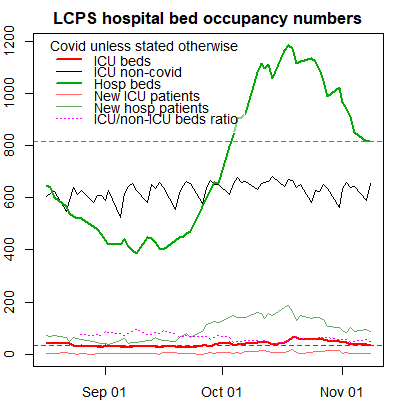 LCPS hospital bed occupancy numbers
Covid unless stated otherwise
ICU beds
ICU non-covid
Hosp beds
New ICU patients
New hosp patients
ICU/non-ICU beds ratio
1200
1000
800
600
400
200
0
Sep 01
Oct 01
Nov 01